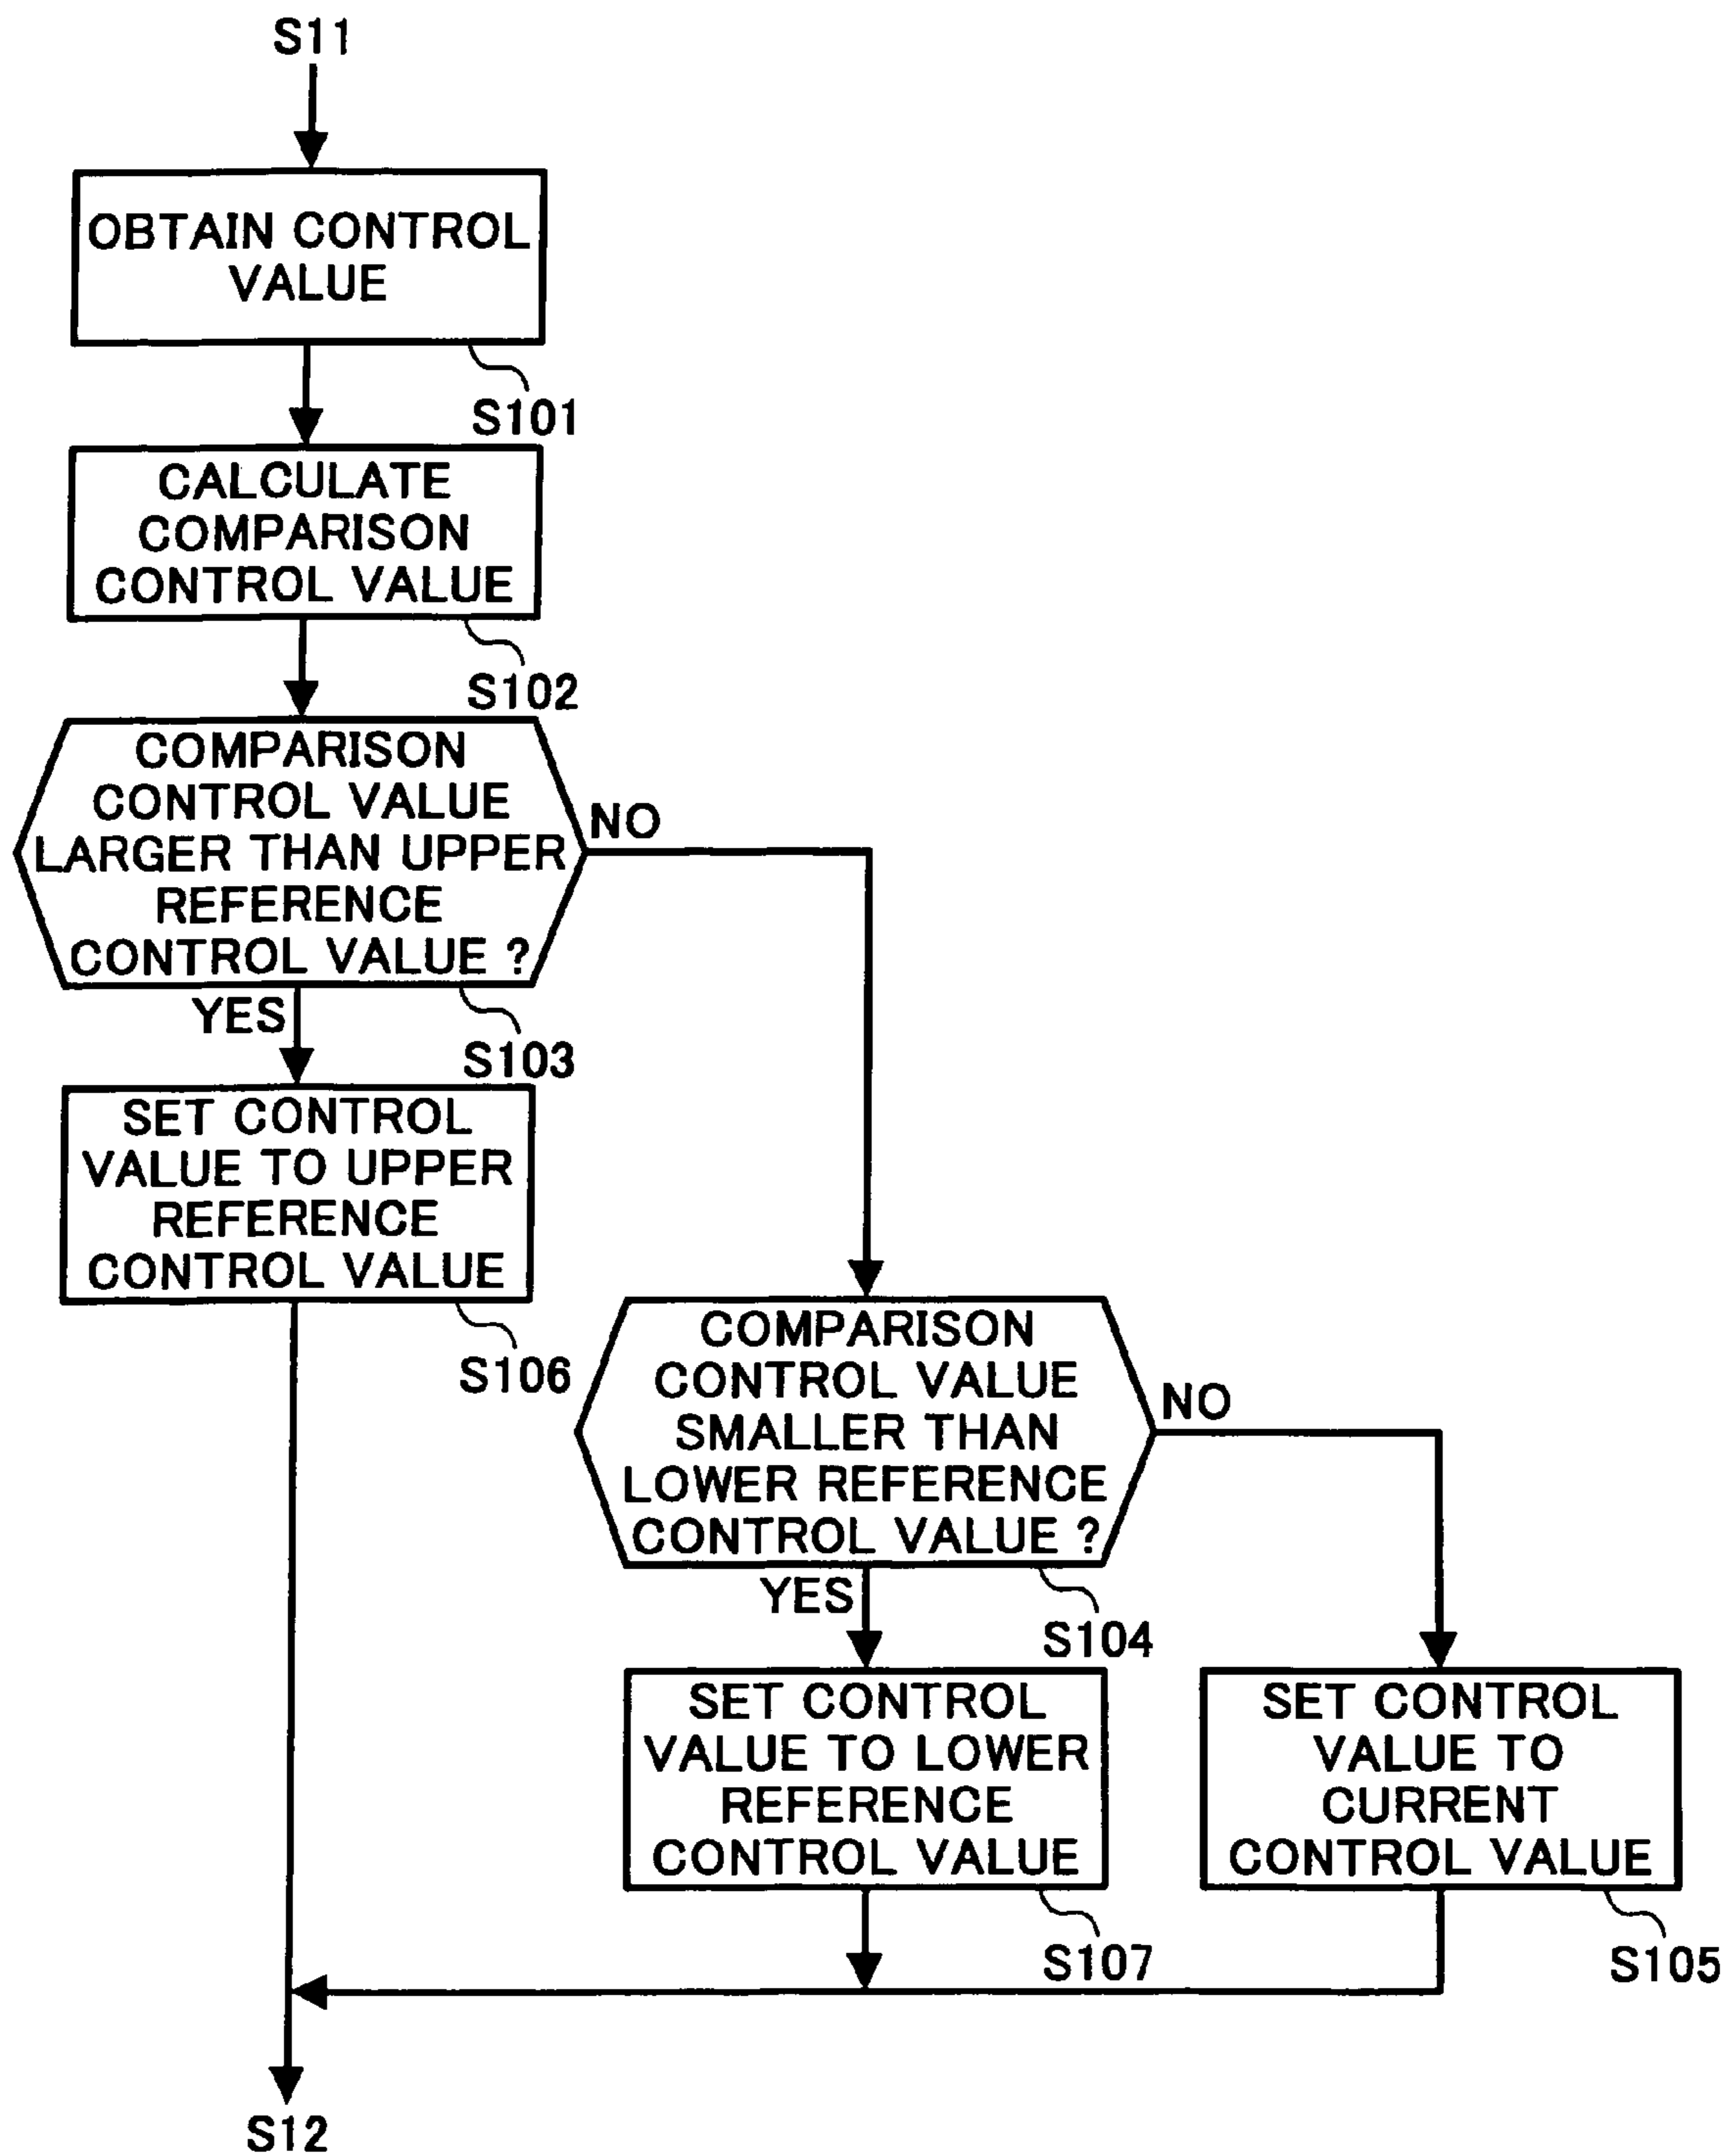 S11
OBTAIN CONTROL
VALUE
S101
CALCULATE
COMPARISON
CONTROL VALUE
S102
COMPARISON
CONTROL VALUE
LARGER THAN UPPER
REFERENCE
CONTROL VALUE ?
NO
YES
S103
SET CONTROL
VALUE TO UPPER
REFERENCE
CONTROL VALUE
S106
COMPARISON
CONTROL VALUE
SMALLER THAN
LOWER REFERENCE
CONTROL VALUE ?
NO
YES
S104
SET CONTROL
VALUE TO LOWER
REFERENCE
CONTROL VALUE
S107
SET CONTROL
VALUE TO
CURRENT
CONTROL VALUE
S105
S12